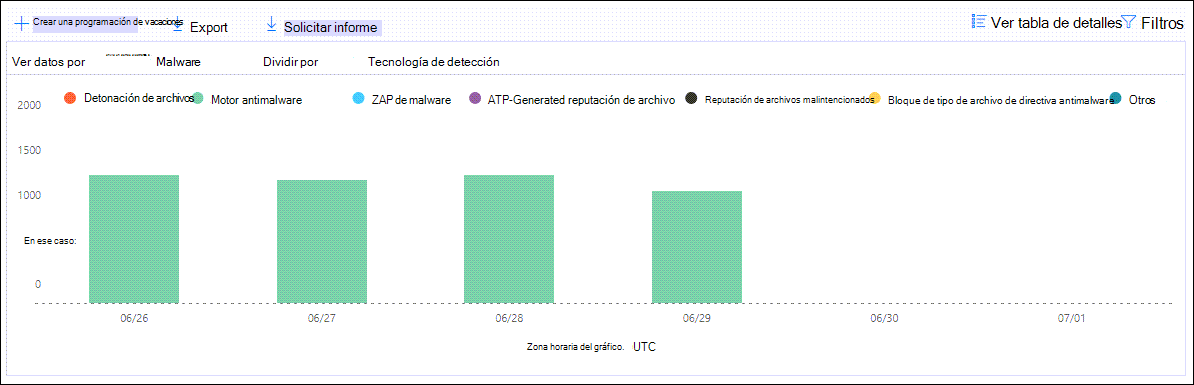 Crear una programación de vacaciones
Export
Solicitar informe
Ver tabla de detalles
Filtros
Ver datos por
Malware
Dividir por
Tecnología de detección
Detonación de archivos
Motor antimalware
ZAP de malware
ATP-Generated reputación de archivo
Reputación de archivos malintencionados
Bloque de tipo de archivo de directiva antimalware
Otros
2000
1500
1000
En ese caso:
0
06/26
06/27
06/28
06/29
06/30
07/01
Zona horaria del gráfico. UTC